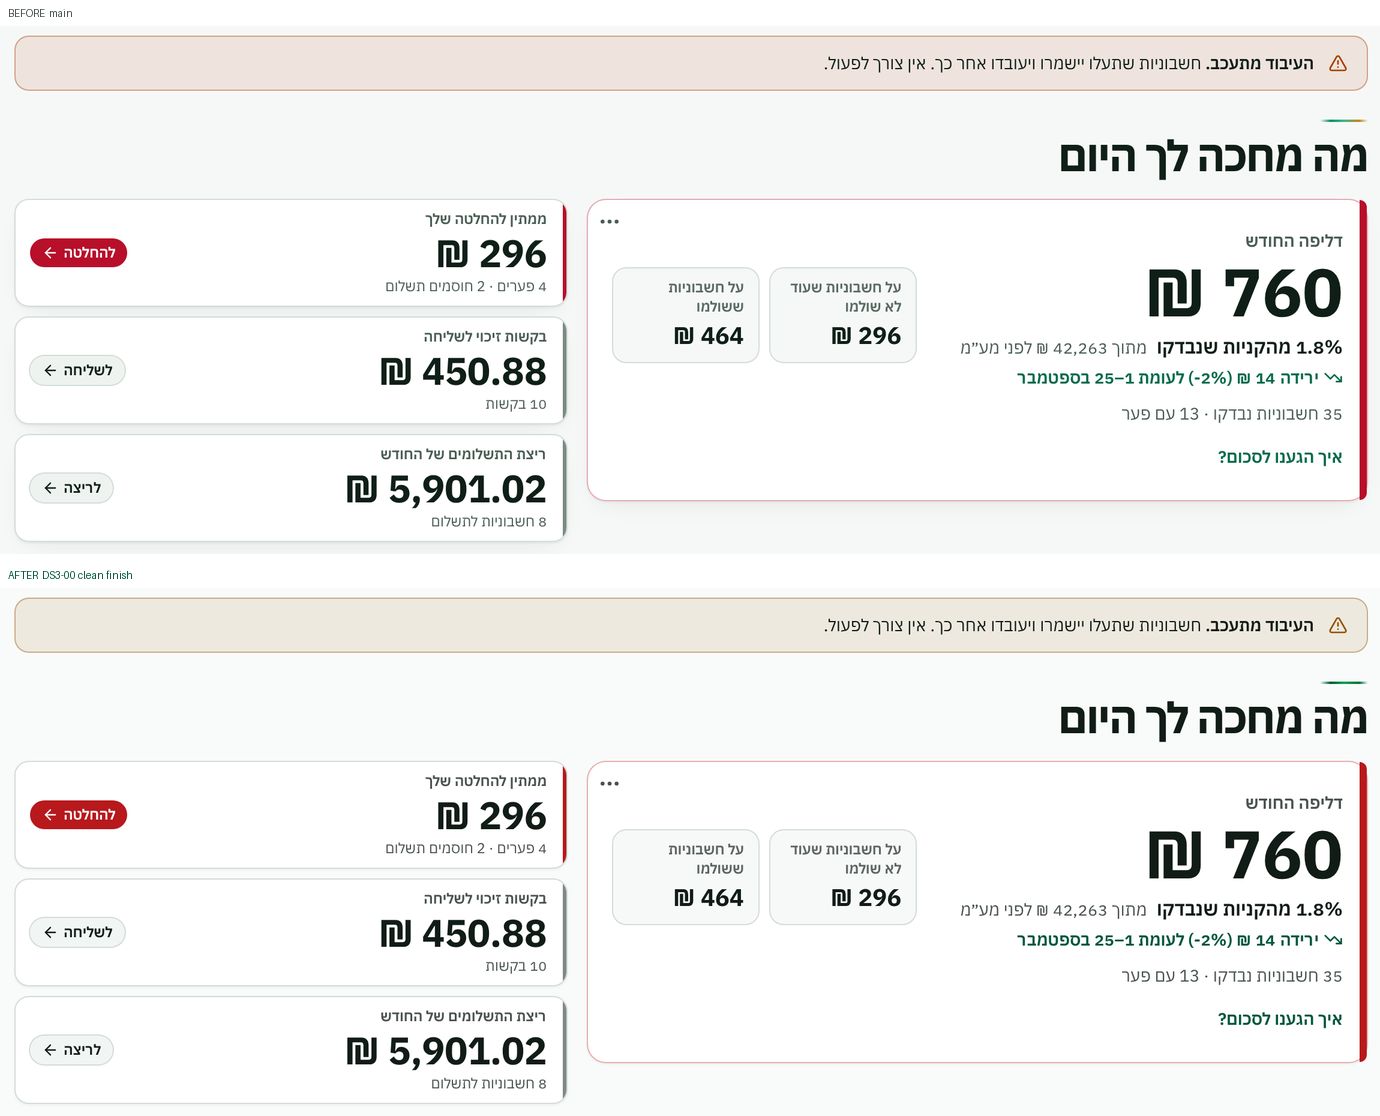 BEFORE main
העיבוד מתעכב. חשבוניות שתעלו יישמרו ויעובדו אחר כך. אין צורך לפעול.
מה מחכה לך היום
דליפה החודש
760 ₪
1.8% מהקניות שנבדקו מתוך 42,263 ₪ לפני מע״מ
ירידה 14 ₪ (-2%) לעומת 1–25 בספטמבר
35 חשבוניות נבדקו · 13 עם פער
איך הגענו לסכום?
על חשבוניות שעוד
לא שולמו
296 ₪
על חשבוניות
ששולמו
464 ₪
ממתין להחלטה שלך
296 ₪
4 פערים · 2 חוסמים תשלום
להחלטה ←
בקשות זיכוי לשליחה
450.88 ₪
10 בקשות
לשליחה ←
ריצת התשלומים של החודש
5,901.02 ₪
8 חשבוניות לתשלום
לריצה ←
AFTER DS3-00 clean finish
העיבוד מתעכב. חשבוניות שתעלו יישמרו ויעובדו אחר כך. אין צורך לפעול.
מה מחכה לך היום
דליפה החודש
760 ₪
1.8% מהקניות שנבדקו מתוך 42,263 ₪ לפני מע״מ
ירידה 14 ₪ (-2%) לעומת 1–25 בספטמבר
35 חשבוניות נבדקו · 13 עם פער
איך הגענו לסכום?
על חשבוניות שעוד
לא שולמו
296 ₪
על חשבוניות
ששולמו
464 ₪
ממתין להחלטה שלך
296 ₪
4 פערים · 2 חוסמים תשלום
להחלטה ←
בקשות זיכוי לשליחה
450.88 ₪
10 בקשות
לשליחה ←
ריצת התשלומים של החודש
5,901.02 ₪
8 חשבוניות לתשלום
לריצה ←